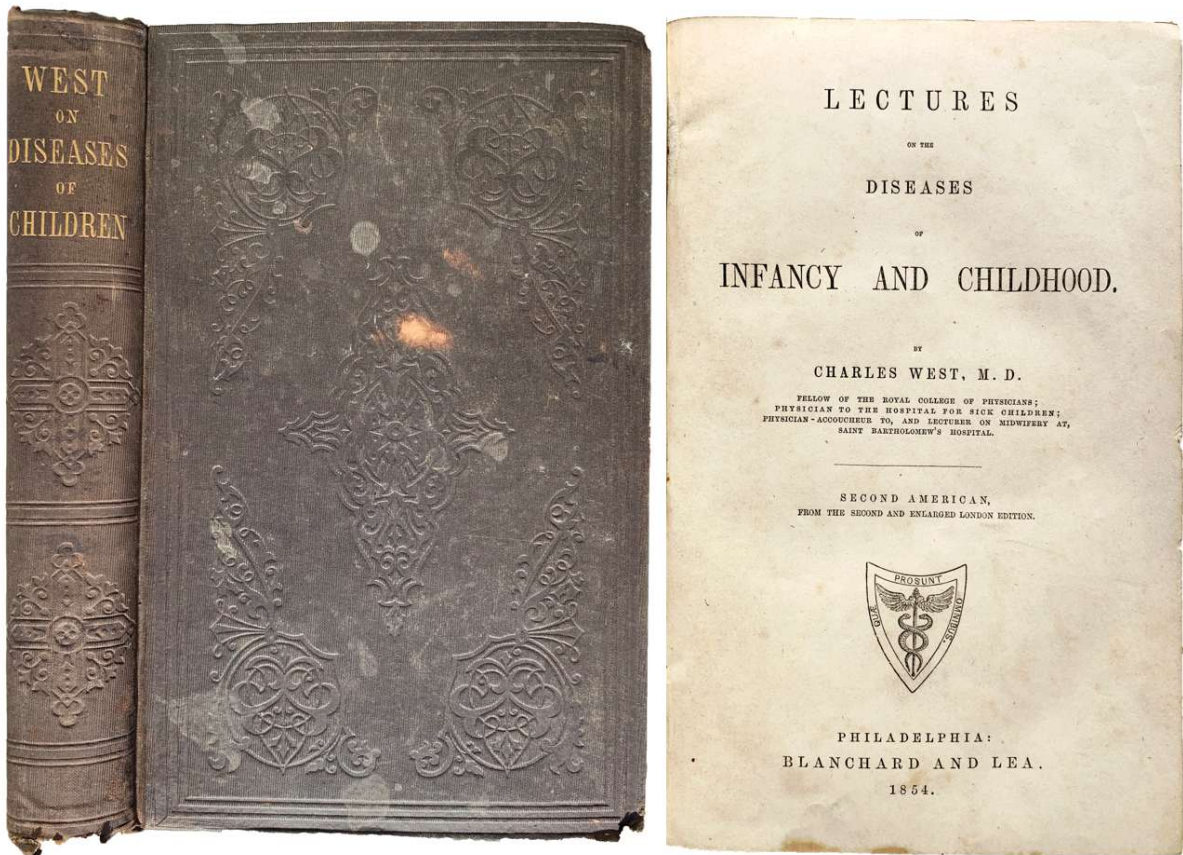 WEST
ON
DISEASES
OF
CHILDREN
LECTURES
ON THE
DISEASES
OF
INFANCY AND CHILDHOOD.
BY
CHARLES WEST, M. D.
FELLOW OF THE ROYAL COLLEGE OF PHYSICIANS;
PHYSICIAN TO THE HOSPITAL FOR SICK CHILDREN;
PHYSICIAN-ACCOUCHEUR TO, AND LECTURER ON MIDWIFERY AT,
SAINT BARTHOLOMEW'S HOSPITAL.
SECOND AMERICAN,
FROM THE SECOND AND ENLARGED LONDON EDITION.
QUÆ
PROSUNT
OMNIBUS.
PHILADELPHIA:
BLANCHARD AND LEA.
1854.